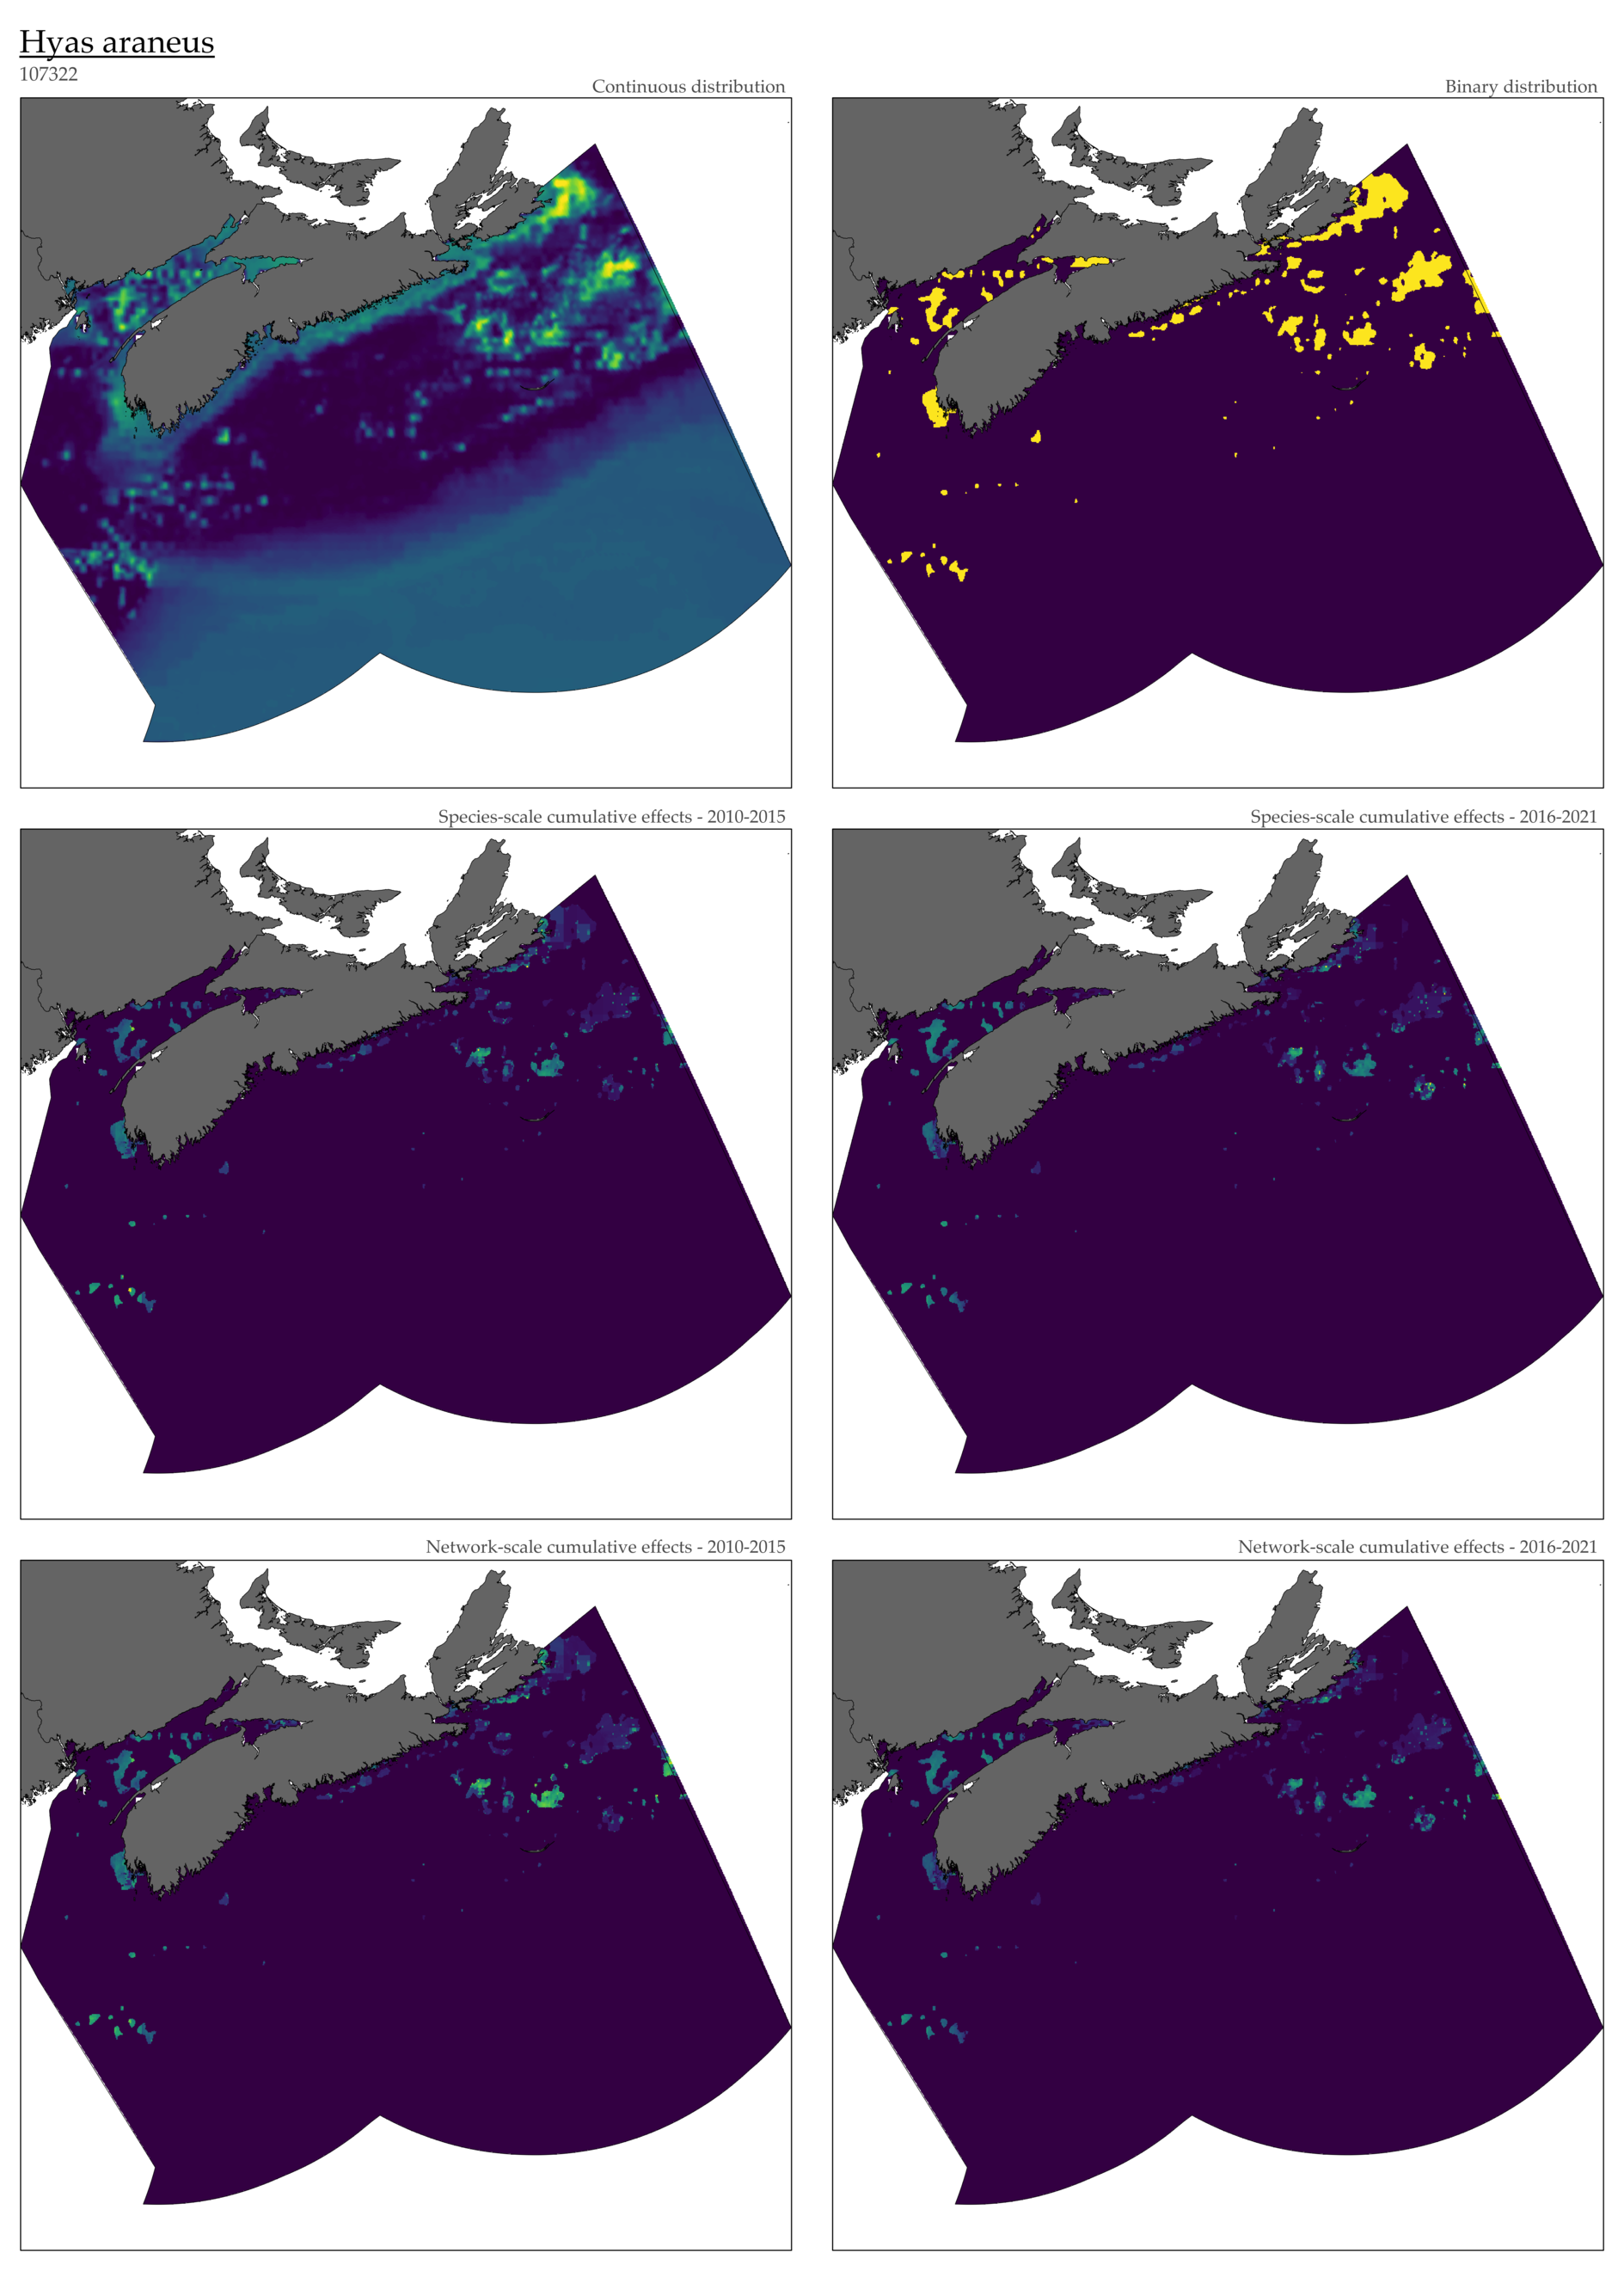 Hyas araneus
107322
Continuous distribution
Binary distribution
Species-scale cumulative effects - 2010-2015
Species-scale cumulative effects - 2016-2021
Network-scale cumulative effects - 2010-2015
Network-scale cumulative effects - 2016-2021